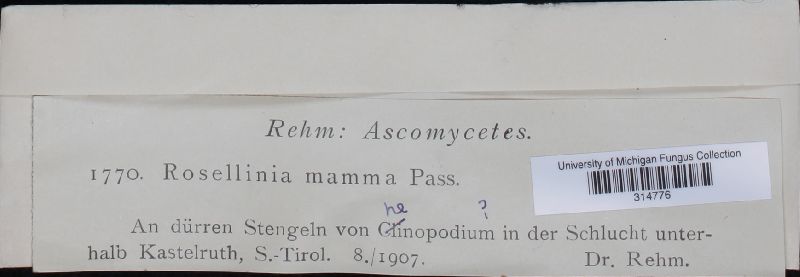 Rehm: Ascomycetes.
University of Michigan Fungus Collection
314776
1770. Rosellinia mamma Pass.
he ?
An dürren Stengeln von Clinopodium in der Schlucht unter-
halb Kastelruth, S.-Tirol. 8./1907. Dr. Rehm.